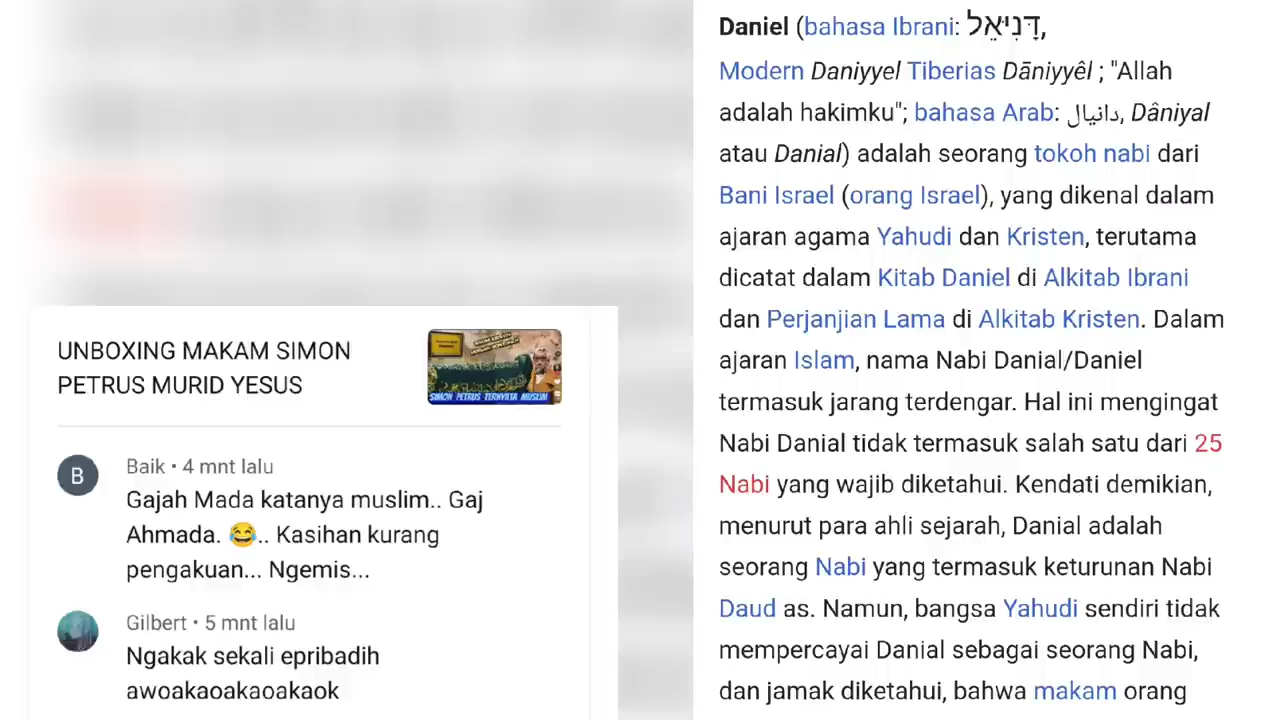 UNBOXING MAKAM SIMON
PETRUS MURID YESUS
SIMON PETRUS TERNYATA MUSLIM
B
Baik • 4 mnt lalu
Gajah Mada katanya muslim.. Gaj
Ahmada. 😂.. Kasihan kurang
pengakuan... Ngemis...
Gilbert • 5 mnt lalu
Ngakak sekali epribadih
awoakaoakaoakaok
Daniel (bahasa Ibrani: דָּנִיֵּאל,
Modern Daniyyel Tiberias Dāniyyêl ; "Allah
adalah hakimku"; bahasa Arab: دانيال, Dâniyal
atau Danial) adalah seorang tokoh nabi dari
Bani Israel (orang Israel), yang dikenal dalam
ajaran agama Yahudi dan Kristen, terutama
dicatat dalam Kitab Daniel di Alkitab Ibrani
dan Perjanjian Lama di Alkitab Kristen. Dalam
ajaran Islam, nama Nabi Danial/Daniel
termasuk jarang terdengar. Hal ini mengingat
Nabi Danial tidak termasuk salah satu dari 25
Nabi yang wajib diketahui. Kendati demikian,
menurut para ahli sejarah, Danial adalah
seorang Nabi yang termasuk keturunan Nabi
Daud as. Namun, bangsa Yahudi sendiri tidak
mempercayai Danial sebagai seorang Nabi,
dan jamak diketahui, bahwa makam orang